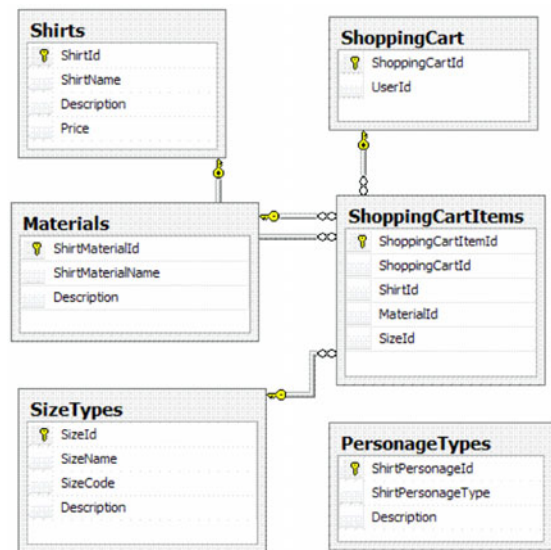 Shirts
ShirtId
ShirtName
Description
Price
ShoppingCart
ShoppingCartId
UserId
Materials
ShirtMaterialId
ShirtMaterialName
Description
ShoppingCartItems
ShoppingCartItemId
ShoppingCartId
ShirtId
MaterialId
SizeId
SizeTypes
SizeId
SizeName
SizeCode
Description
PersonageTypes
ShirtPersonageId
ShirtPersonageType
Description